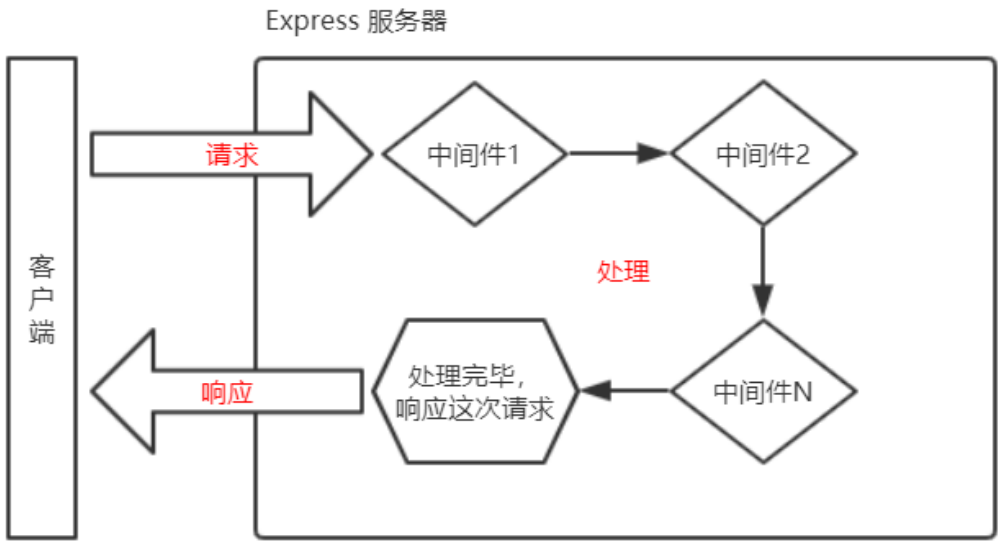 Express 服务器
客户端
请求
中间件1
中间件2
处理
响应
处理完毕，
响应这次请求
中间件N